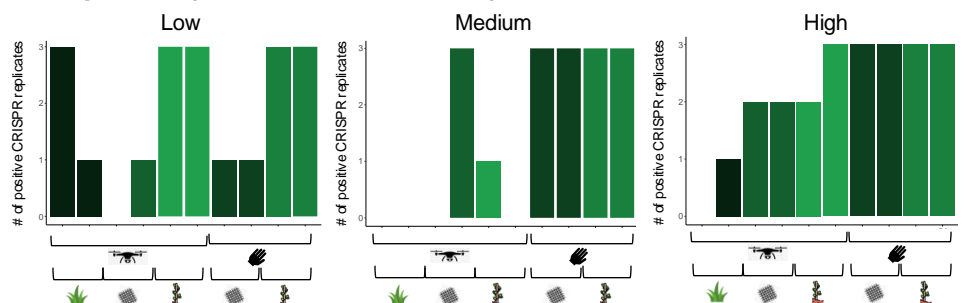 Low
Medium
High
# of positive CRISPR replicates
3
2
1
0
# of positive CRISPR replicates
3
2
1
0
# of positive CRISPR replicates
3
2
1
0